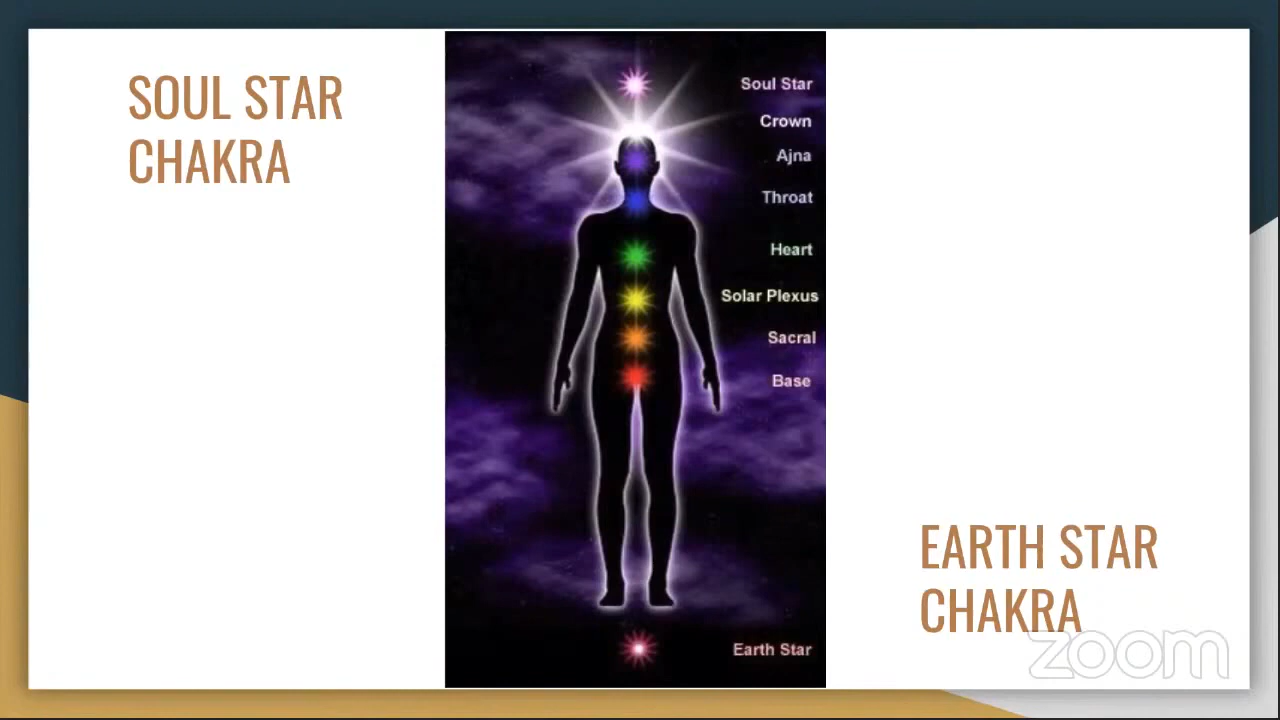 SOUL STAR
CHAKRA
Soul Star
Crown
Ajna
Throat
Heart
Solar Plexus
Sacral
Base
Earth Star
EARTH STAR
CHAKRA
zoom